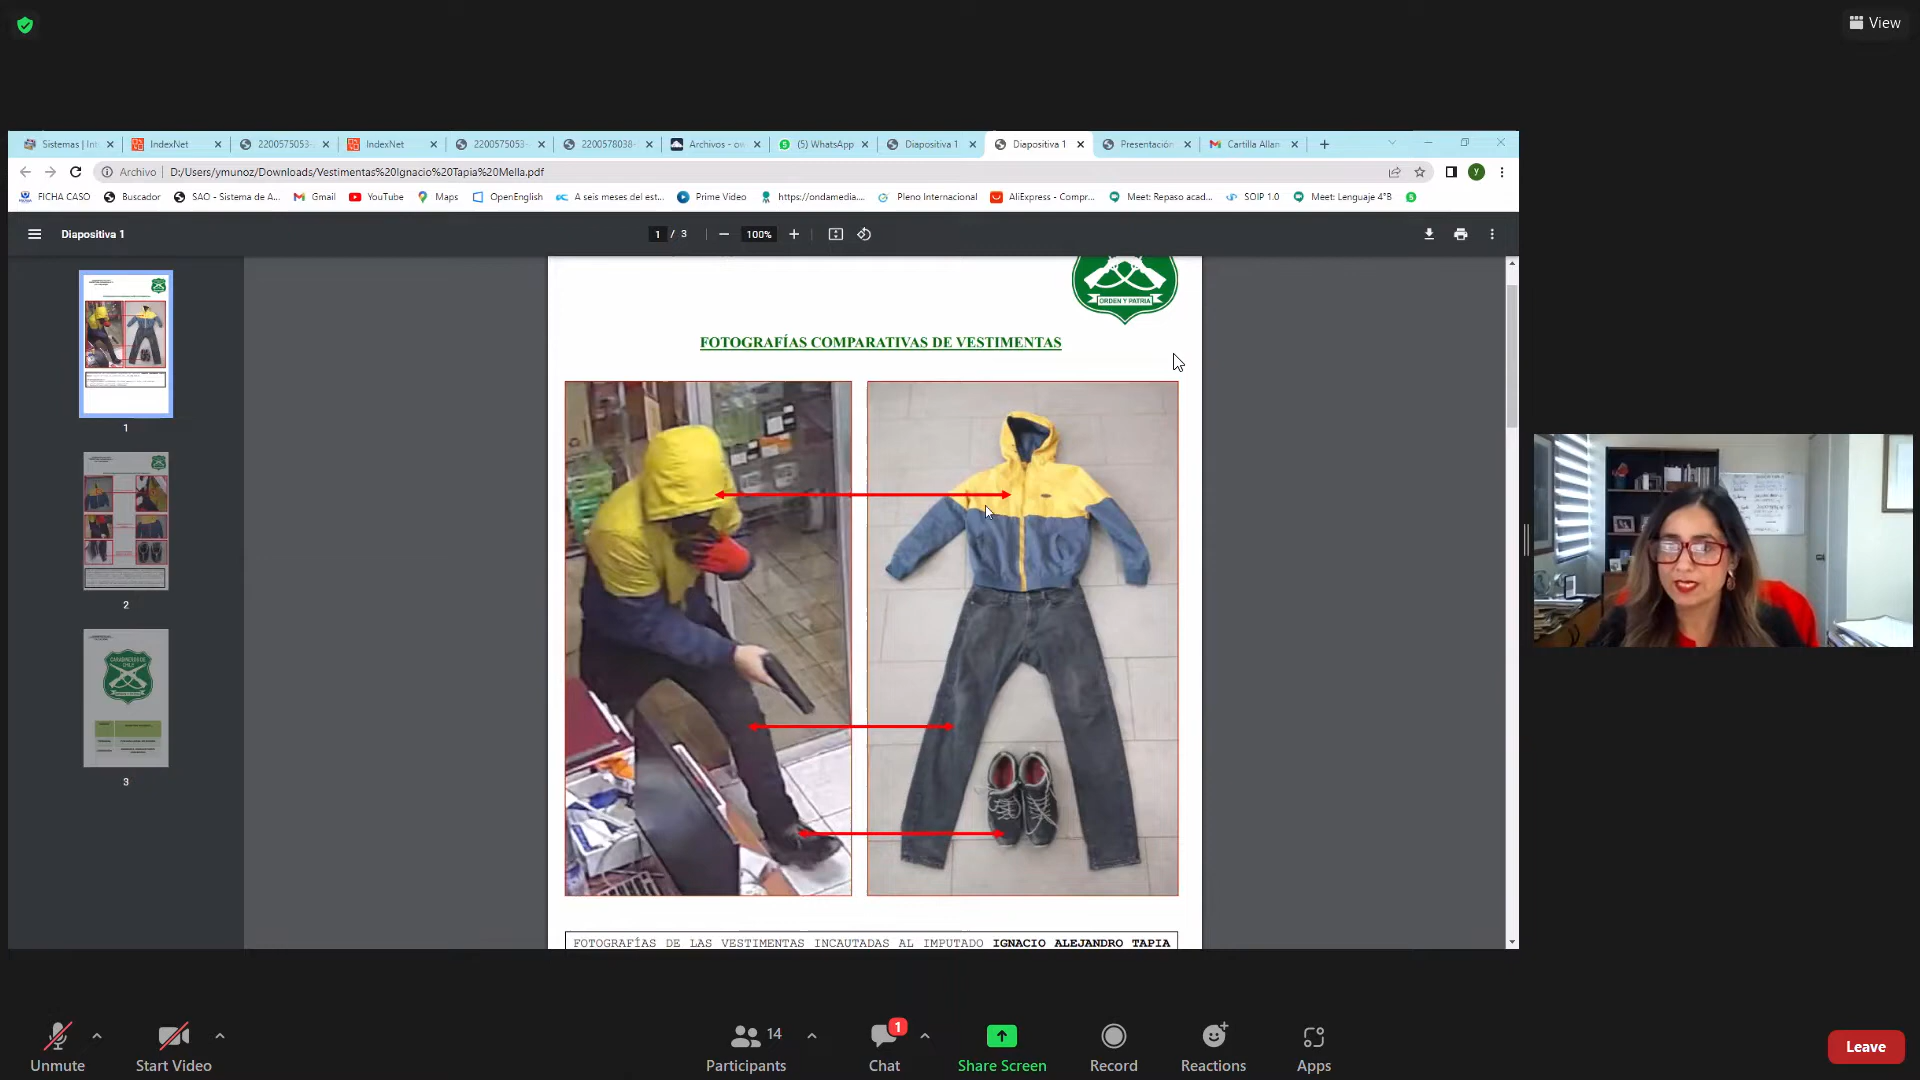 View
Sistemas | Int
IndexNet
2200575053-
IndexNet
2200575053-
2200578038-
Archivos - ow
(5) WhatsApp
Diapositiva 1
Diapositiva 1
Presentación
Cartilla Allan
Archivo
D:/Users/ymunoz/Downloads/Vestimentas%20Ignacio%20Tapia%20Mella.pdf
y
FICHA CASO
Buscador
SAO - Sistema de A...
Gmail
YouTube
Maps
OpenEnglish
A seis meses del est...
Prime Video
https://ondamedia....
Pleno Internacional
AliExpress - Compr...
Meet: Repaso acad...
SOIP 1.0
Meet: Lenguaje 4°B
Diapositiva 1
1 / 3
100%
ORDEN Y PATRIA
FOTOGRAFÍAS COMPARATIVAS DE VESTIMENTAS
1
2
3
FOTOGRAFÍAS DE LAS VESTIMENTAS INCAUTADAS AL IMPUTADO IGNACIO ALEJANDRO TAPIA
Unmute
Start Video
Participants
14
Chat
1
Share Screen
Record
Reactions
Apps
Leave